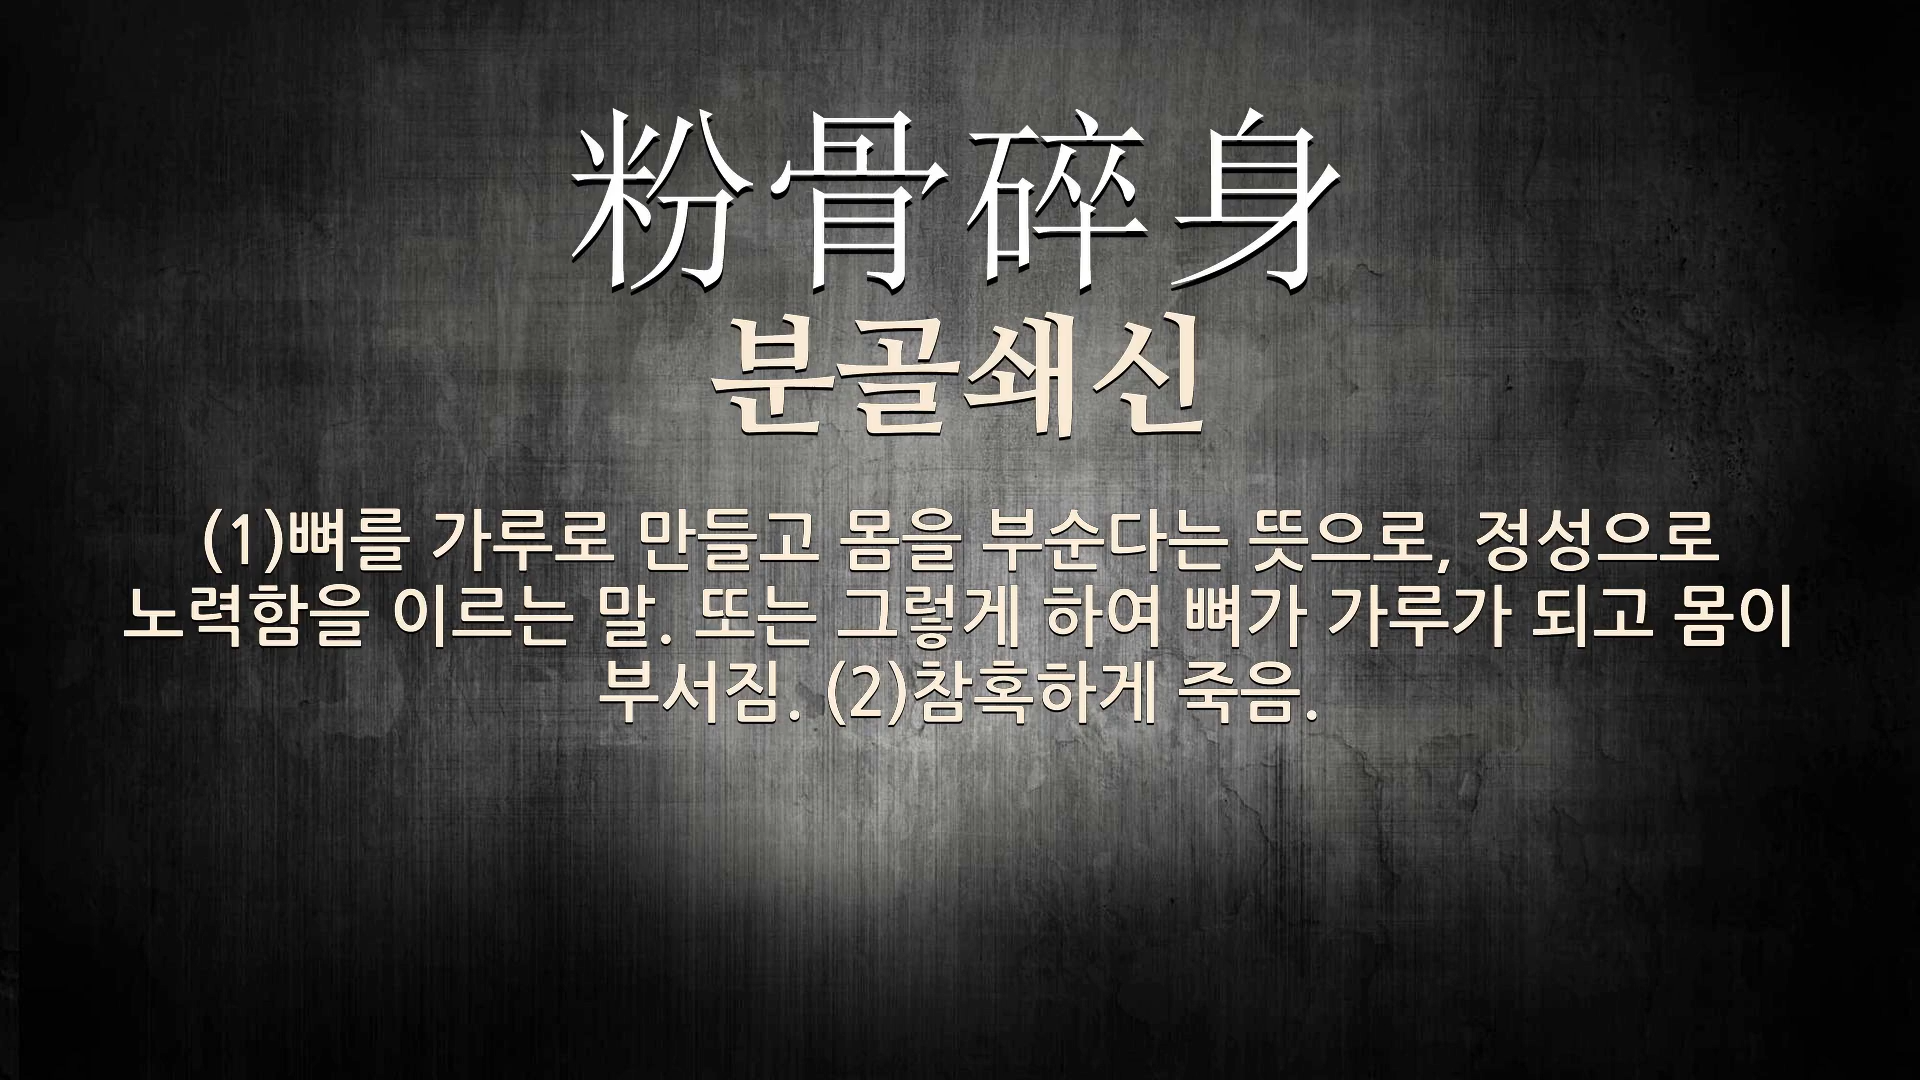 粉骨碎身
분골쇄신
(1)뼈를 가루로 만들고 몸을 부순다는 뜻으로, 정성으로
노력함을 이르는 말. 또는 그렇게 하여 뼈가 가루가 되고 몸이
부서짐. (2)참혹하게 죽음.